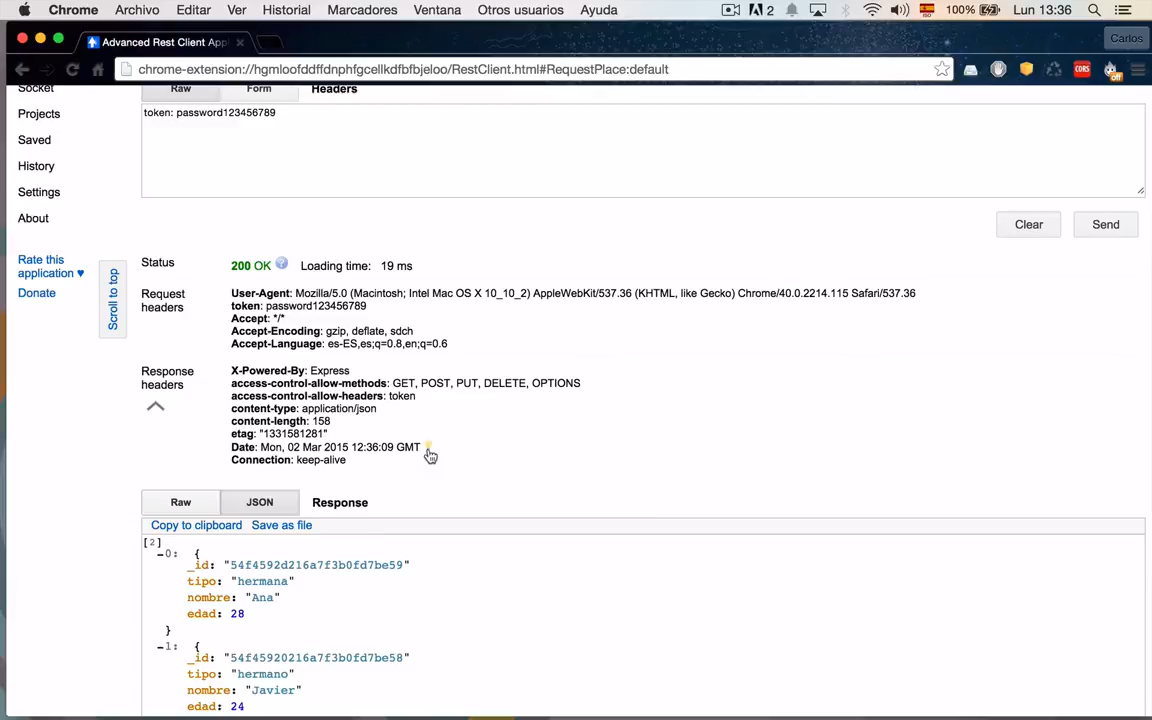 Chrome Archivo Editar Ver Historial Marcadores Ventana Otros usuarios Ayuda 2 100% Lun 13:36
Advanced Rest Client App
Carlos
chrome-extension://hgmloofddffdnphfgcellkdfbfbjeloo/RestClient.html#RequestPlace:default
CORS
off
Socket
Raw Form Headers
Projects
token: password123456789
Saved
History
Settings
About
Clear Send
Rate this
application ♥
Donate
Scroll to top
Status 200 OK Loading time: 19 ms
Request
headers
User-Agent: Mozilla/5.0 (Macintosh; Intel Mac OS X 10_10_2) AppleWebKit/537.36 (KHTML, like Gecko) Chrome/40.0.2214.115 Safari/537.36
token: password123456789
Accept: */*
Accept-Encoding: gzip, deflate, sdch
Accept-Language: es-ES,es;q=0.8,en;q=0.6
Response
headers
X-Powered-By: Express
access-control-allow-methods: GET, POST, PUT, DELETE, OPTIONS
access-control-allow-headers: token
content-type: application/json
content-length: 158
etag: "1331581281"
Date: Mon, 02 Mar 2015 12:36:09 GMT
Connection: keep-alive
Raw JSON Response
Copy to clipboard Save as file
[2]
-0: {
_id: "54f4592d216a7f3b0fd7be59"
tipo: "hermana"
nombre: "Ana"
edad: 28
}
-1: {
_id: "54f45920216a7f3b0fd7be58"
tipo: "hermano"
nombre: "Javier"
edad: 24